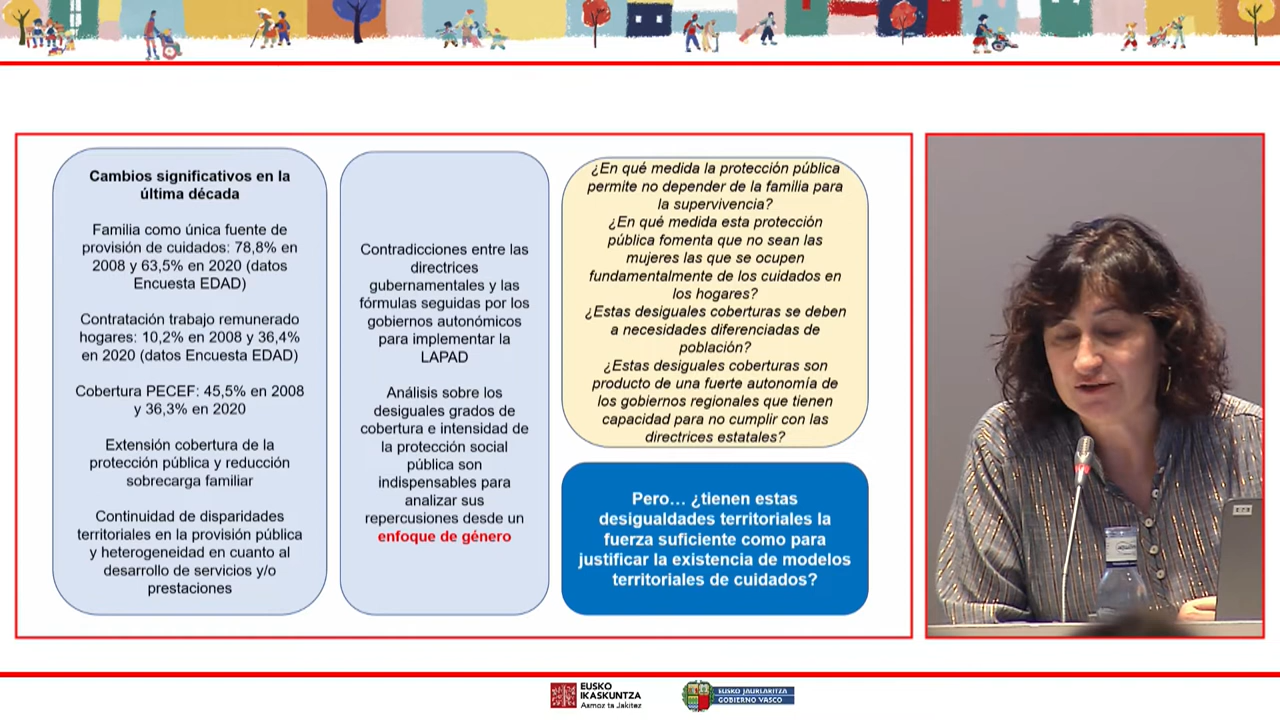 Cambios significativos en la
última década
Familia como única fuente de
provisión de cuidados: 78,8% en
2008 y 63,5% en 2020 (datos
Encuesta EDAD)
Contratación trabajo remunerado
hogares: 10,2% en 2008 y 36,4%
en 2020 (datos Encuesta EDAD)
Cobertura PECEF: 45,5% en 2008
y 36,3% en 2020
Extensión cobertura de la
protección pública y reducción
sobrecarga familiar
Continuidad de disparidades
territoriales en la provisión pública
y heterogeneidad en cuanto al
desarrollo de servicios y/o
prestaciones
Contradicciones entre las
directrices
gubernamentales y las
fórmulas seguidas por los
gobiernos autonómicos
para implementar la
LAPAD
Análisis sobre los
desiguales grados de
cobertura e intensidad de
la protección social
pública son
indispensables para
analizar sus
repercusiones desde un
enfoque de género
¿En qué medida la protección pública
permite no depender de la familia para
la supervivencia?
¿En qué medida esta protección
pública fomenta que no sean las
mujeres las que se ocupen
fundamentalmente de los cuidados en
los hogares?
¿Estas desiguales coberturas se deben
a necesidades diferenciadas de
población?
¿Estas desiguales coberturas son
producto de una fuerte autonomía de
los gobiernos regionales que tienen
capacidad para no cumplir con las
directrices estatales?
Pero… ¿tienen estas
desigualdades territoriales la
fuerza suficiente como para
justificar la existencia de modelos
territoriales de cuidados?
EUSKO
IKASKUNTZA
Asmoz ta Jakitez
EUSKO JAURLARITZA
GOBIERNO VASCO